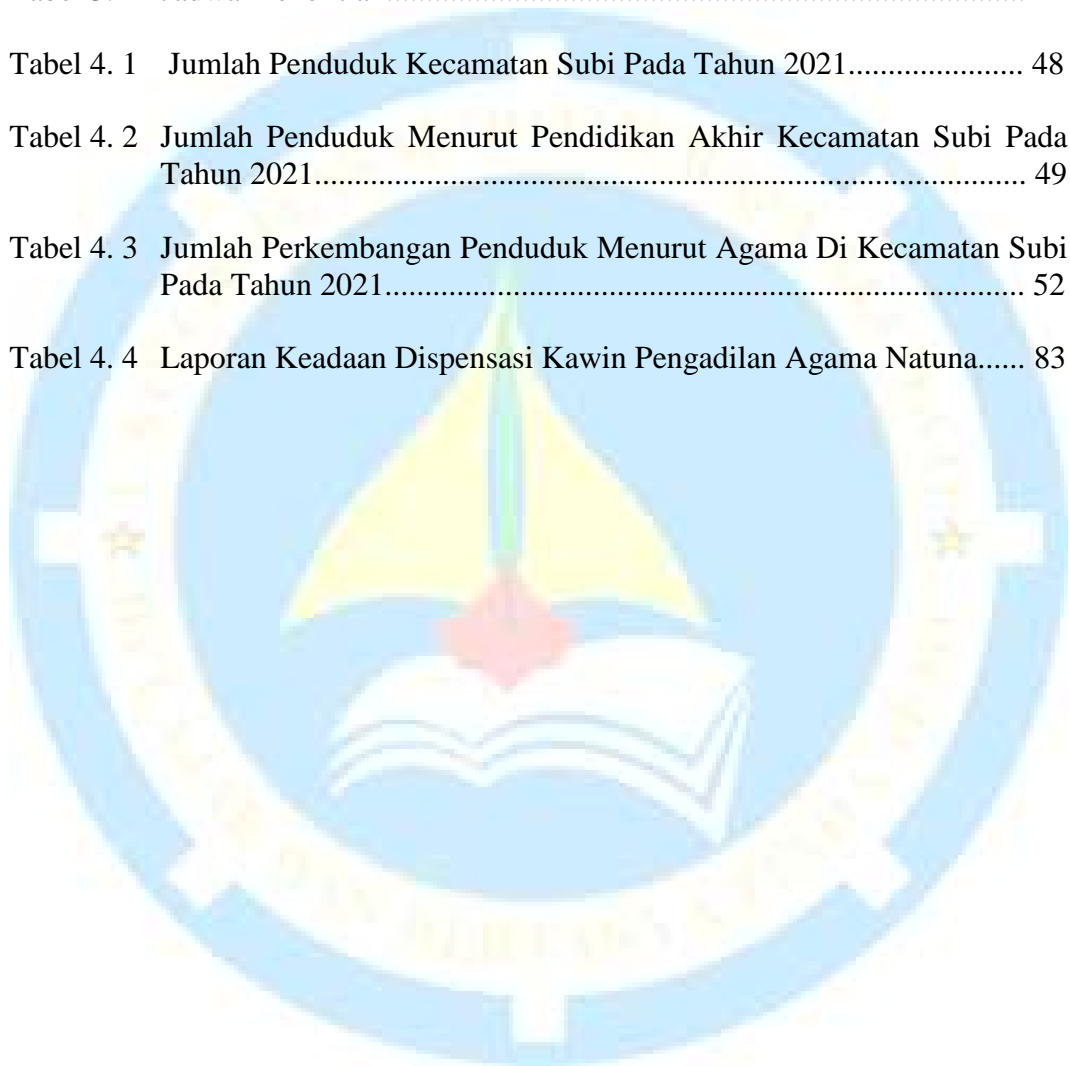 Tabel 4. 1 Jumlah Penduduk Kecamatan Subi Pada Tahun 2021...................... 48
Tabel 4. 2 Jumlah Penduduk Menurut Pendidikan Akhir Kecamatan Subi Pada
Tahun 2021......................................................................................... 49
Tabel 4. 3 Jumlah Perkembangan Penduduk Menurut Agama Di Kecamatan Subi
Pada Tahun 2021................................................................................ 52
Tabel 4. 4 Laporan Keadaan Dispensasi Kawin Pengadilan Agama Natuna...... 83